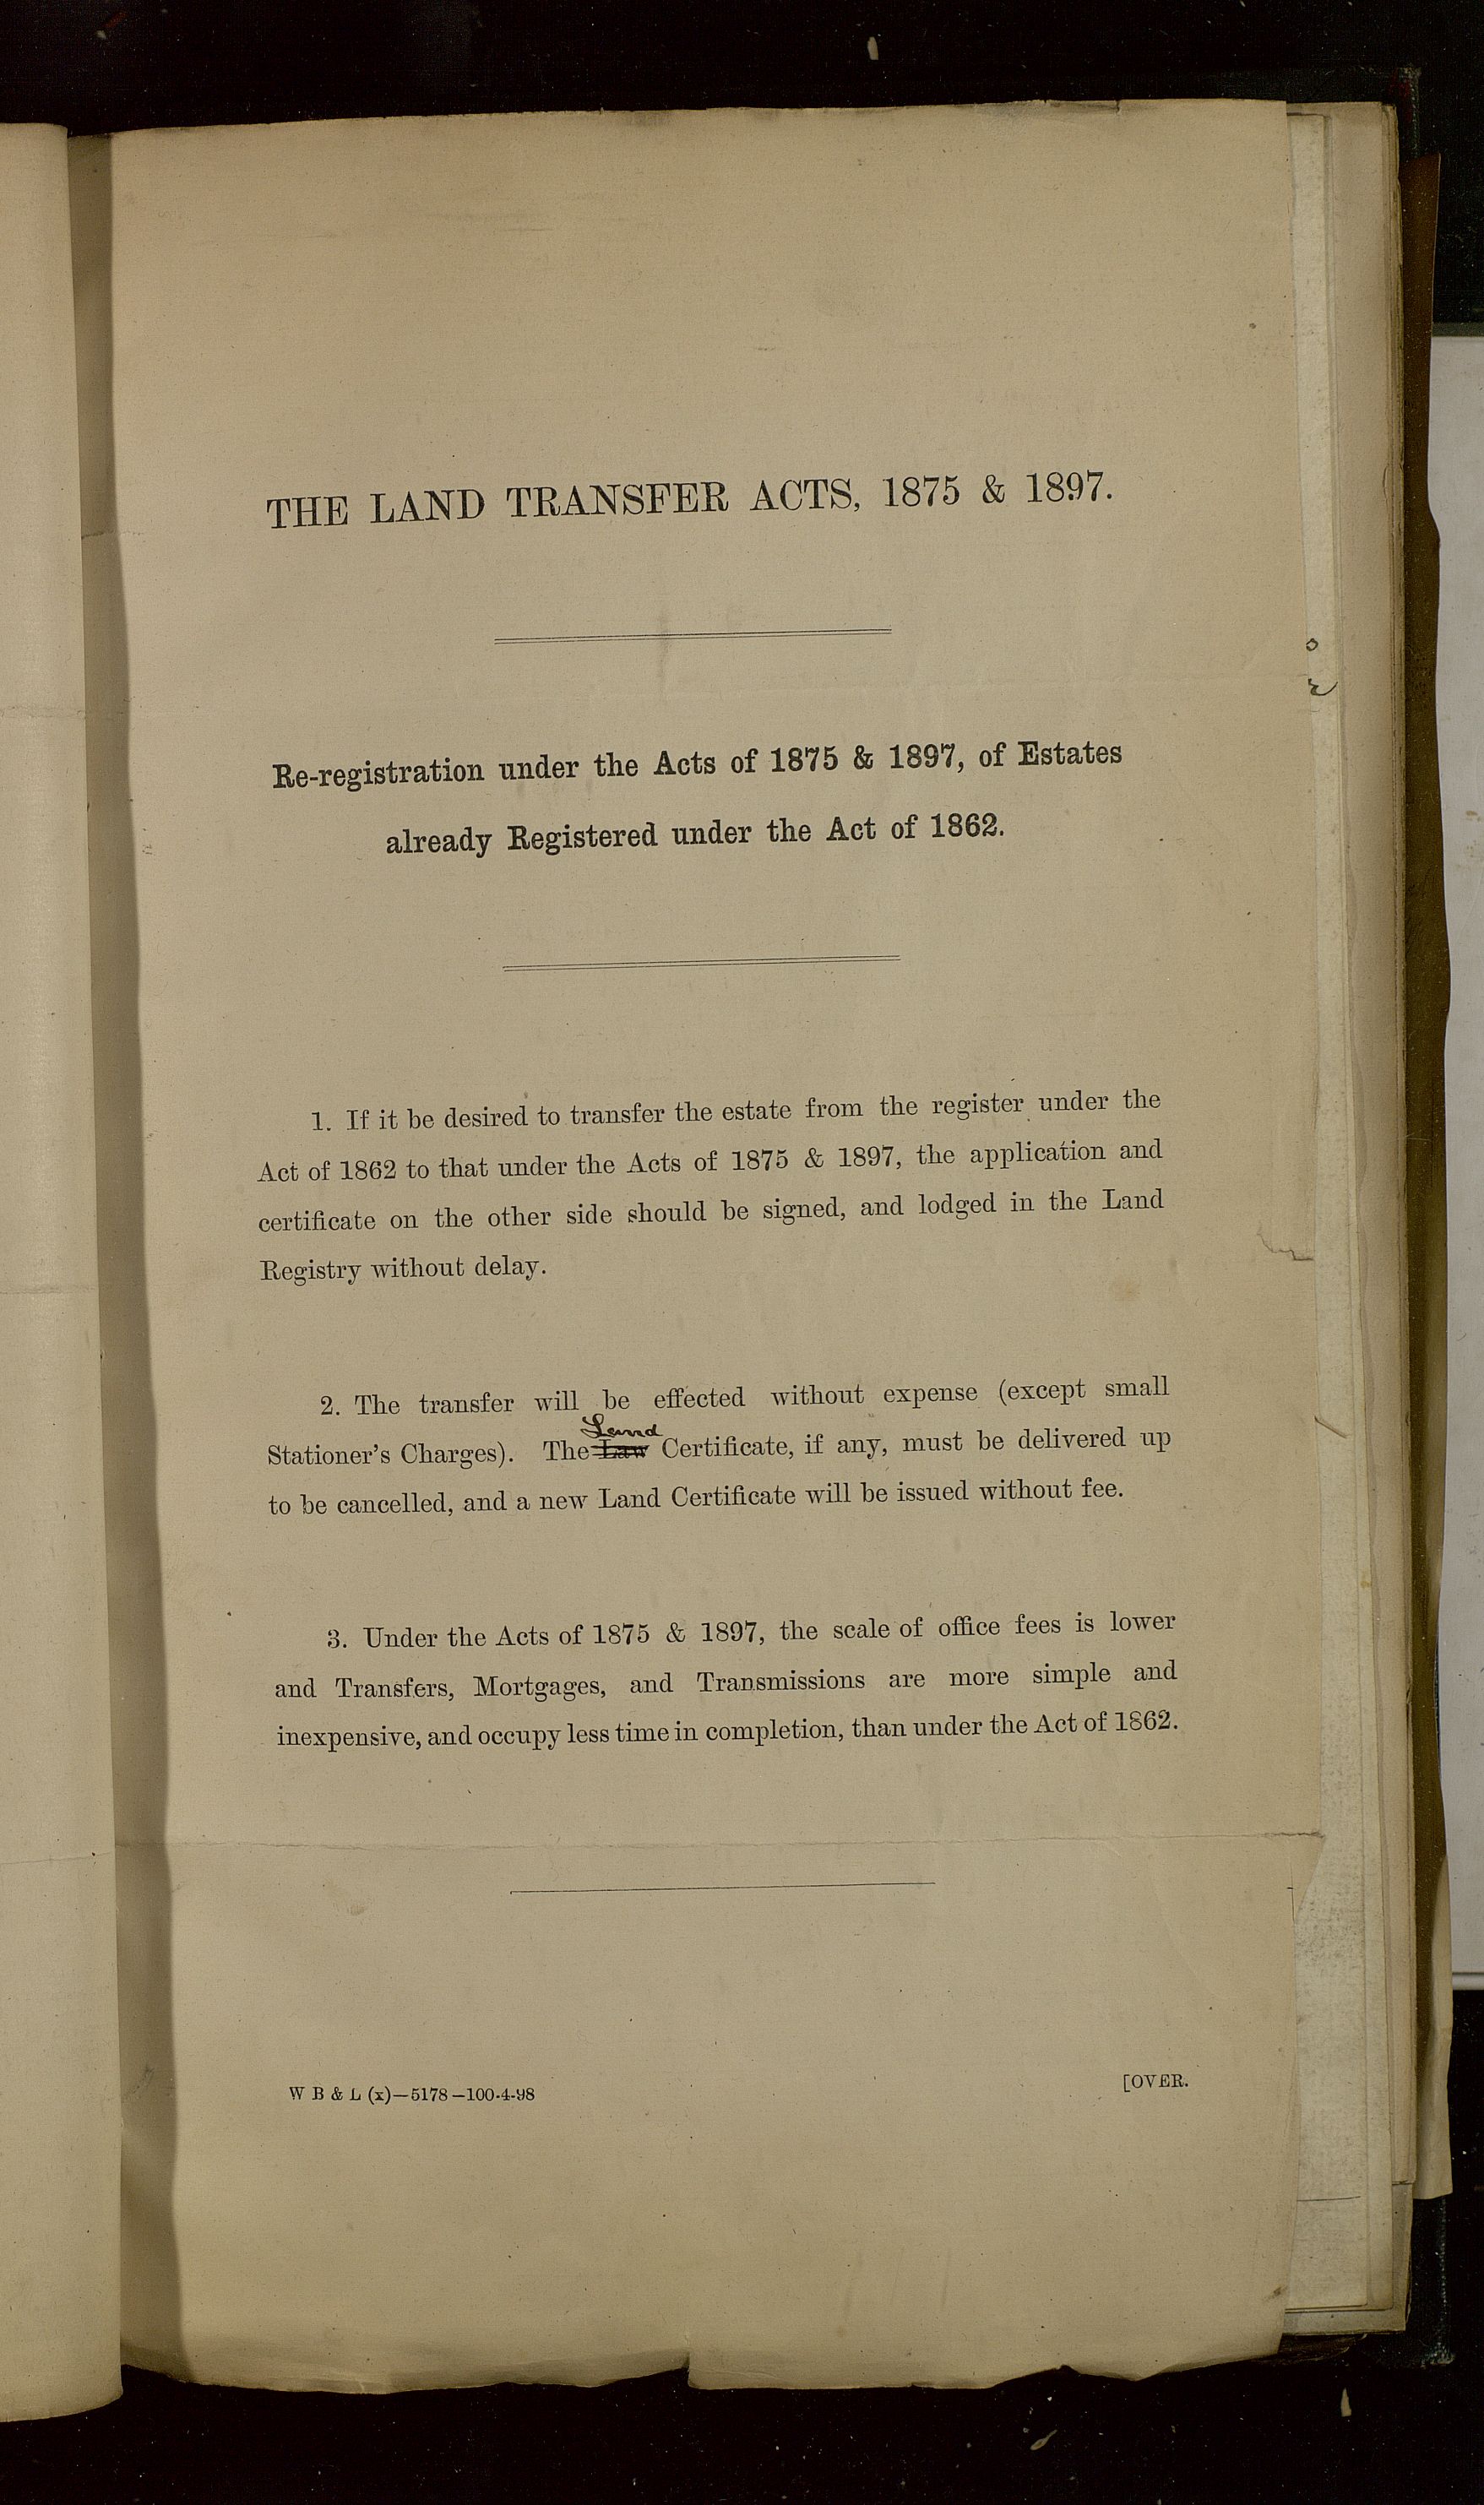 THE LAND TRANSFER ACTS, 1875 & 1897.
Re-registration under the Acts of 1875 & 1897, of Estates
already Registered under the Act of 1862.
1. If it be desired to transfer the estate from the register under the
Act of 1862 to that under the Acts of 1875 & 1897, the application and
certificate on the other side should be signed, and lodged in the Land
Registry without delay.
2. The transfer will be effected without expense (except small
Land
Stationer's Charges). The Law Certificate, if any, must be delivered up
to be cancelled, and a new Land Certificate will be issued without fee.
3. Under the Acts of 1875 & 1897, the scale of office fees is lower
and Transfers, Mortgages, and Transmissions are more simple and
inexpensive, and occupy less time in completion, than under the Act of 1862.
W B & L (x)—5178—100-4-98
[OVER.